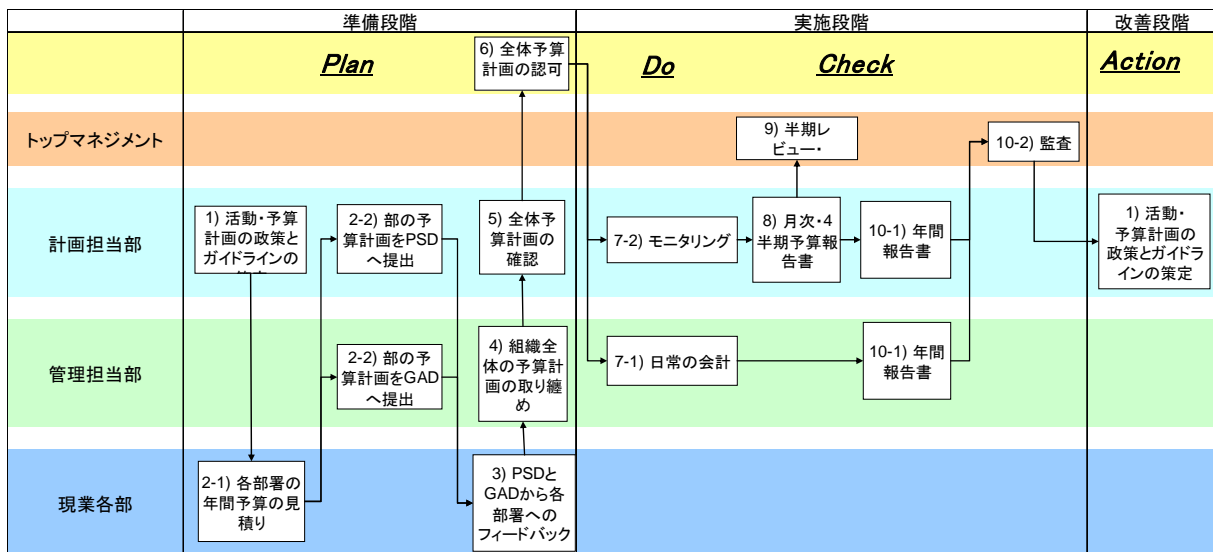 準備段階
実施段階
改善段階
Plan
Do
Check
Action
6) 全体予算
計画の認可
トップマネジメント
9) 半期レ
ビュー・
10-2) 監査
計画担当部
1) 活動・予算
計画の政策と
ガイドラインの
2-2) 部の予
算計画をPSD
へ提出
5) 全体予
算計画の
確認
7-2) モニタリング
8) 月次・4
半期予算報
告書
10-1) 年間
報告書
1) 活動・
予算計画の
政策とガイドラ
インの策定
管理担当部
2-2) 部の予
算計画をGAD
へ提出
4) 組織全
体の予算計
画の取り纏
め
7-1) 日常の会計
10-1) 年間
報告書
現業各部
2-1) 各部署の
年間予算の見
積り
3) PSDと
GADから各
部署への
フィードバック